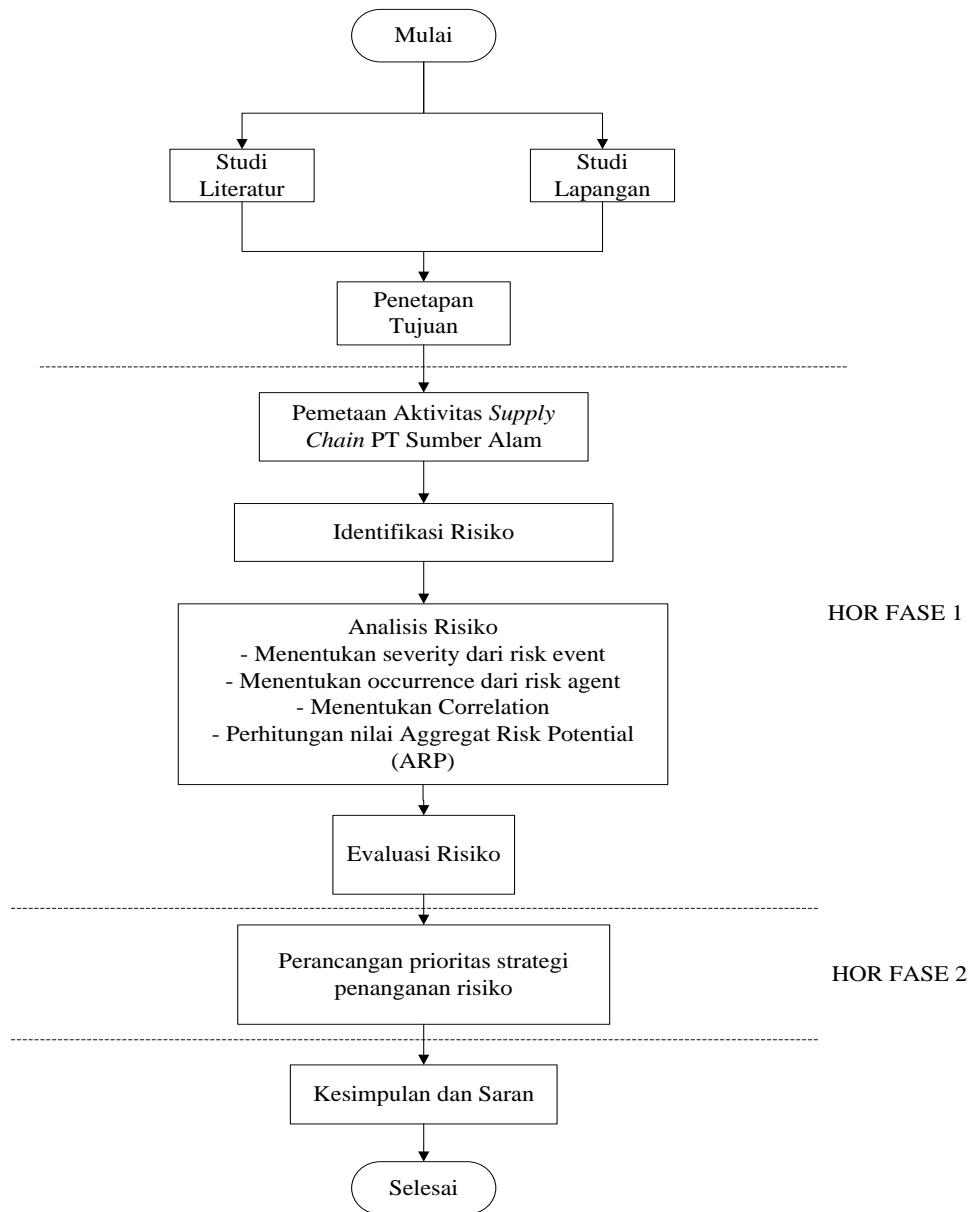 Mulai
Studi
Literatur
Studi
Lapangan
Penetapan
Tujuan
Pemetaan Aktivitas Supply
Chain PT Sumber Alam
Identifikasi Risiko
Analisis Risiko
- Menentukan severity dari risk event
- Menentukan occurrence dari risk agent
- Menentukan Correlation
- Perhitungan nilai Aggregat Risk Potential
(ARP)
HOR FASE 1
Evaluasi Risiko
Perancangan prioritas strategi
penanganan risiko
HOR FASE 2
Kesimpulan dan Saran
Selesai